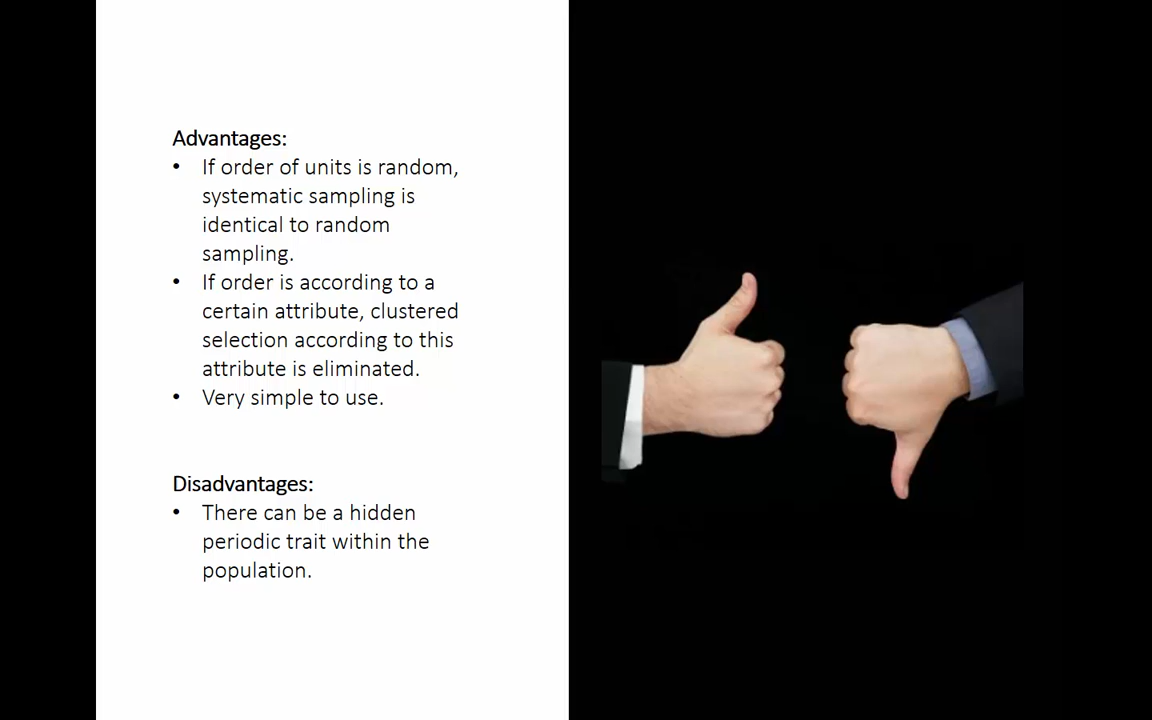 Advantages:
• If order of units is random,
systematic sampling is
identical to random
sampling.
• If order is according to a
certain attribute, clustered
selection according to this
attribute is eliminated.
• Very simple to use.
Disadvantages:
• There can be a hidden
periodic trait within the
population.